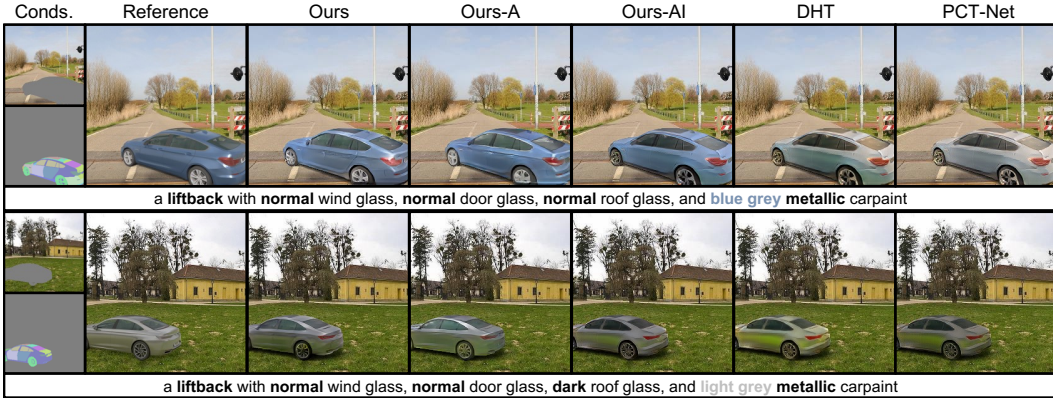 Conds. Reference Ours Ours-A Ours-AI DHT PCT-Net
a liftback with normal wind glass, normal door glass, normal roof glass, and blue grey metallic carpaint
a liftback with normal wind glass, normal door glass, dark roof glass, and light grey metallic carpaint